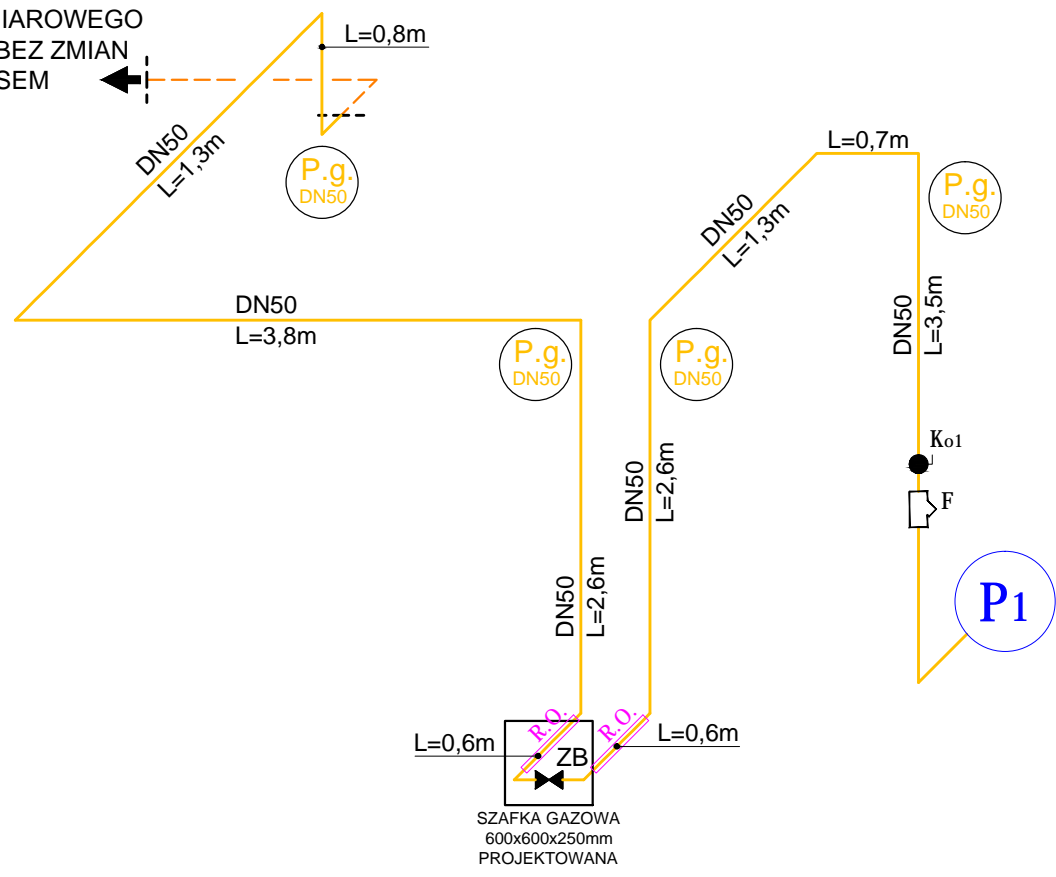 IAROWEGO
BEZ ZMIAN
SEM
L=0,8m
DN50
L=1,3m
P.g.
DN50
DN50
L=3,8m
P.g.
DN50
DN50
L=2,6m
L=0,7m
DN50
L=1,3m
P.g.
DN50
P.g.
DN50
DN50
L=3,5m
DN50
L=2,6m
Ko1
F
P1
R.O.
R.O.
L=0,6m
ZB
L=0,6m
SZAFKA GAZOWA
600x600x250mm
PROJEKTOWANA